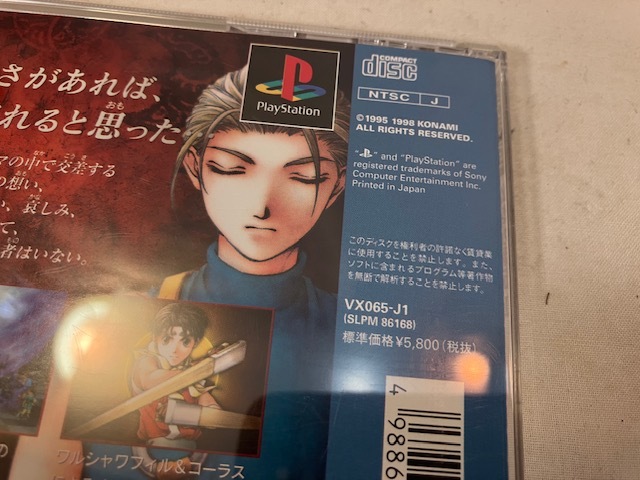 さがあれば、
れると思った
マの中で交差する
の想い、
い、哀しみ、
て、
者はいない。
PlayStation
COMPACT
disc
NTSC J
©1995 1998 KONAMI
ALL RIGHTS RESERVED.
" " and "PlayStation" are
registered trademarks of Sony
Computer Entertainment Inc.
Printed in Japan
このディスクを権利者の許諾なく賃貸業
に使用することを禁止します。また、
ソフトに含まれるプログラム等著作物
を無断で解析することを禁止します。
VX065-J1
(SLPM 86168)
標準価格¥5,800(税抜)
4 9886
の
ワルシャワフィル&コーラス